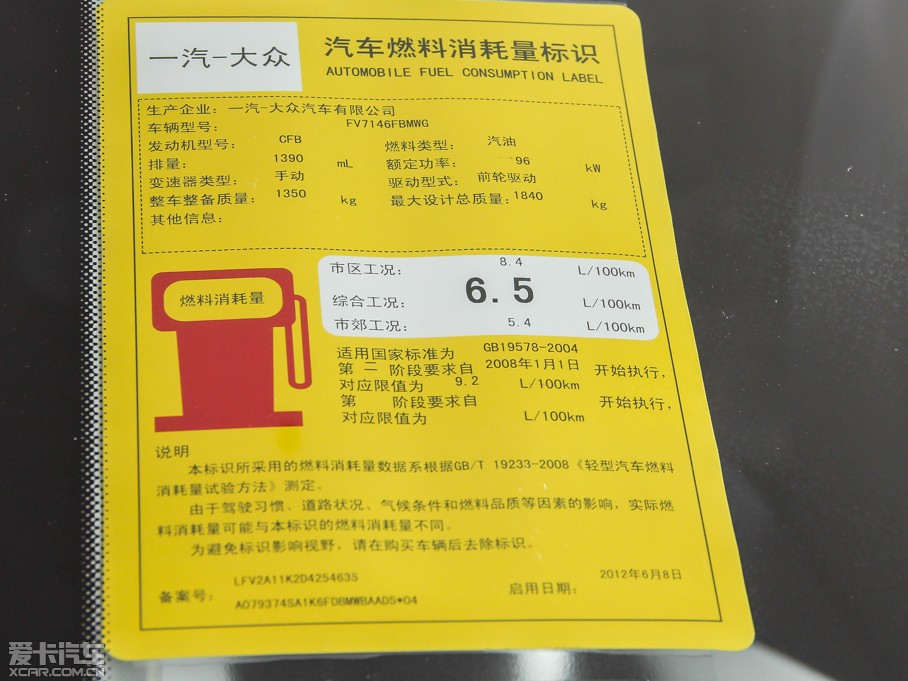 一汽-大众
汽车燃料消耗量标识
AUTOMOBILE FUEL CONSUMPTION LABEL
生产企业: 一汽-大众汽车有限公司
车辆型号: FV7146FBMWG
发动机型号: CFB 燃料类型: 汽油
排量: 1390 mL 额定功率: 96 kW
变速器类型: 手动 驱动型式: 前轮驱动
整车整备质量: 1350 kg 最大设计总质量: 1840 kg
其他信息:
燃料消耗量
市区工况: 8.4 L/100km
综合工况: 6.5 L/100km
市郊工况: 5.4 L/100km
适用国家标准为 GB19578-2004
第 二 阶段要求自 2008年1月1日 开始执行,
对应限值为 9.2 L/100km
第 阶段要求自 开始执行,
对应限值为 L/100km
说明
本标识所采用的燃料消耗量数据系根据GB/T 19233-2008《轻型汽车燃料
消耗量试验方法》测定。
由于驾驶习惯、道路状况、气候条件和燃料品质等因素的影响,实际燃
料消耗量可能与本标识的燃料消耗量不同。
为避免标识影响视野,请在购买车辆后去除标识。
LFV2A11K2D4254635
备案号: A079374SA1K6FDBMWBAAD5*04 启用日期: 2012年6月8日
爱卡汽车
XCAR.COM.CN